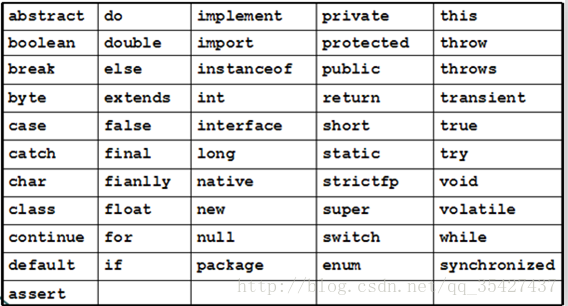 abstract do implement private this
boolean double import protected throw
break else instanceof public throws
byte extends int return transient
case false interface short true
catch final long static try
char fianlly native strictfp void
class float new super volatile
continue for null switch while
default if package enum synchronized
assert http://blog.csdn.net/qq_35427437